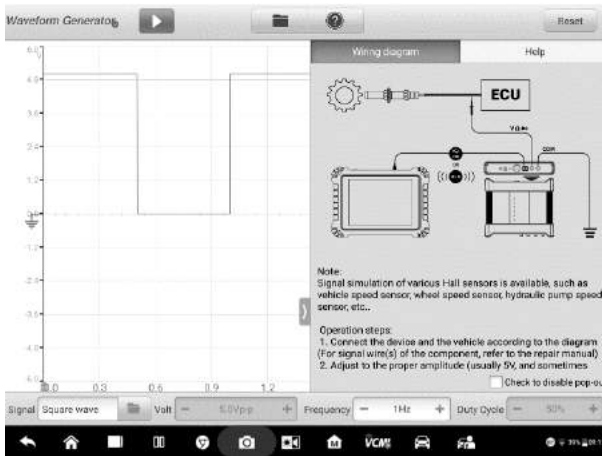 Waveform Generator
Reset
Wiring diagram
Help
ECU
COM
OR
Note:
Signal simulation of various Hall sensors is available, such as
vehicle speed sensor, wheel speed sensor, hydraulic pump speed
sensor, etc..
Operation steps:
1. Connect the device and the vehicle according to the diagram
(For signal wire(s) of the component, refer to the repair manual)
2. Adjust to the proper amplitude (usually 5V, and sometimes
Check to disable pop-ou
0.3
0.6
0.9
1.2
Signal
Square wave
Volt
−
+
Frequency
−
1Hz
+
Duty Cycle
−
50%
+
VCMI